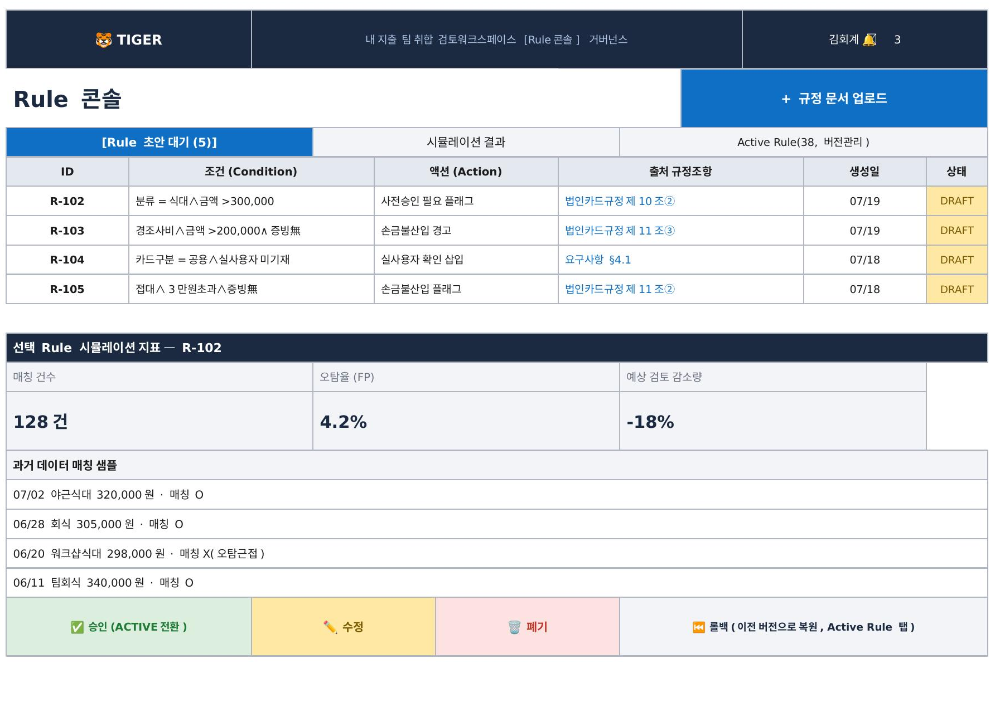 🐯 TIGER
내 지출 팀 취합 검토워크스페이스 [Rule 콘솔 ] 거버넌스
김회계 🔔 3
Rule 콘솔
+ 규정 문서 업로드
[Rule 초안 대기 (5)]
시뮬레이션 결과
Active Rule(38, 버전관리 )
ID 조건 (Condition) 액션 (Action) 출처 규정조항 생성일 상태
R-102 분류 = 식대∧금액 >300,000 사전승인 필요 플래그 법인카드규정 제 10 조② 07/19 DRAFT
R-103 경조사비∧금액 >200,000∧ 증빙無 손금불산입 경고 법인카드규정 제 11 조③ 07/19 DRAFT
R-104 카드구분 = 공용∧실사용자 미기재 실사용자 확인 삽입 요구사항 §4.1 07/18 DRAFT
R-105 접대∧ 3 만원초과∧증빙無 손금불산입 플래그 법인카드규정 제 11 조② 07/18 DRAFT
선택 Rule 시뮬레이션 지표 — R-102
매칭 건수 오탐율 (FP) 예상 검토 감소량
128 건 4.2% -18%
과거 데이터 매칭 샘플
07/02 야근식대 320,000 원 · 매칭 O
06/28 회식 305,000 원 · 매칭 O
06/20 워크샵식대 298,000 원 · 매칭 X( 오탐근접 )
06/11 팀회식 340,000 원 · 매칭 O
✅ 승인 (ACTIVE 전환 )
✏️ 수정
🗑️ 폐기
⏮️ 롤백 ( 이전 버전으로 복원 , Active Rule 탭 )